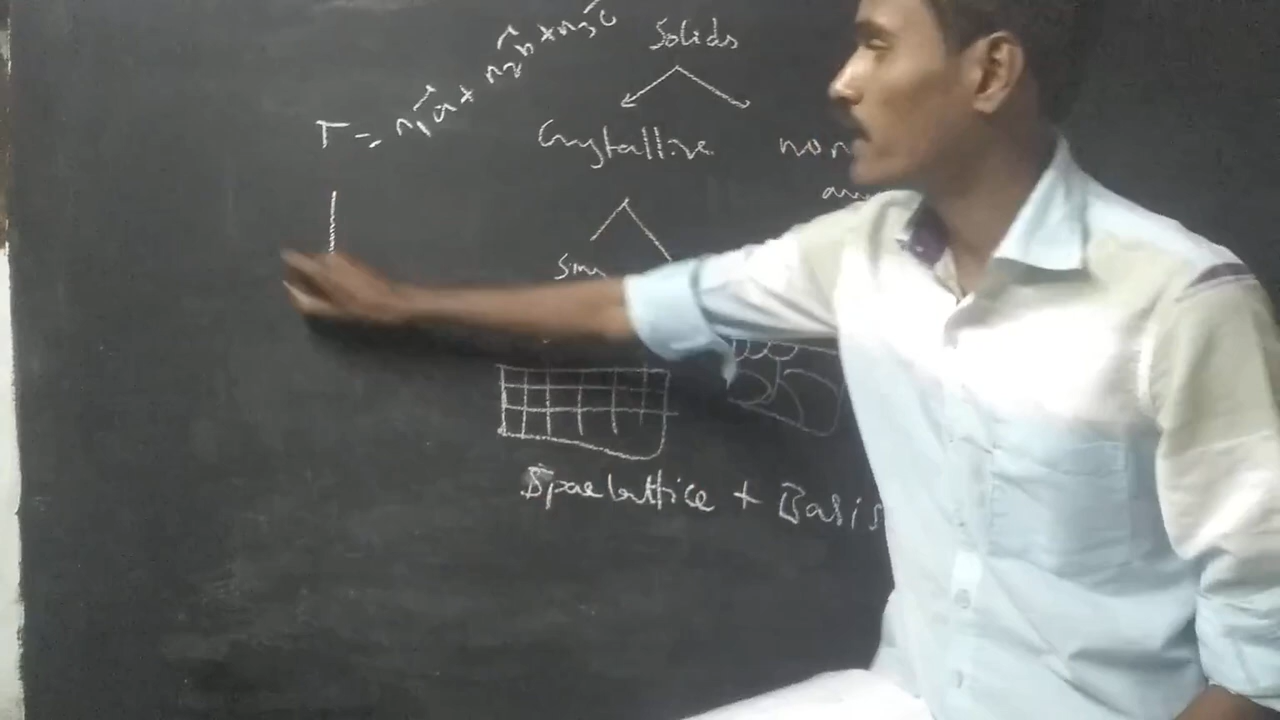 Solids
T = n₁a⃗ + n₂b⃗ + n₃c
Crystalline non
Spacelattice + Basis